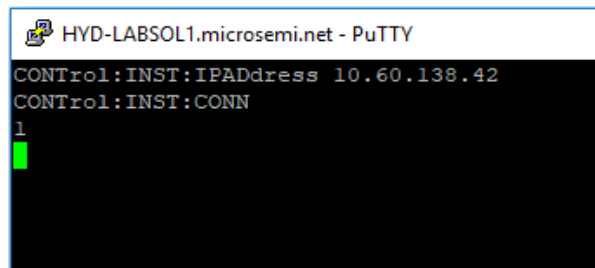 HYD-LABSOL1.microsemi.net - PuTTY
CONTrol:INST:IPADdress 10.60.138.42
CONTrol:INST:CONN
1